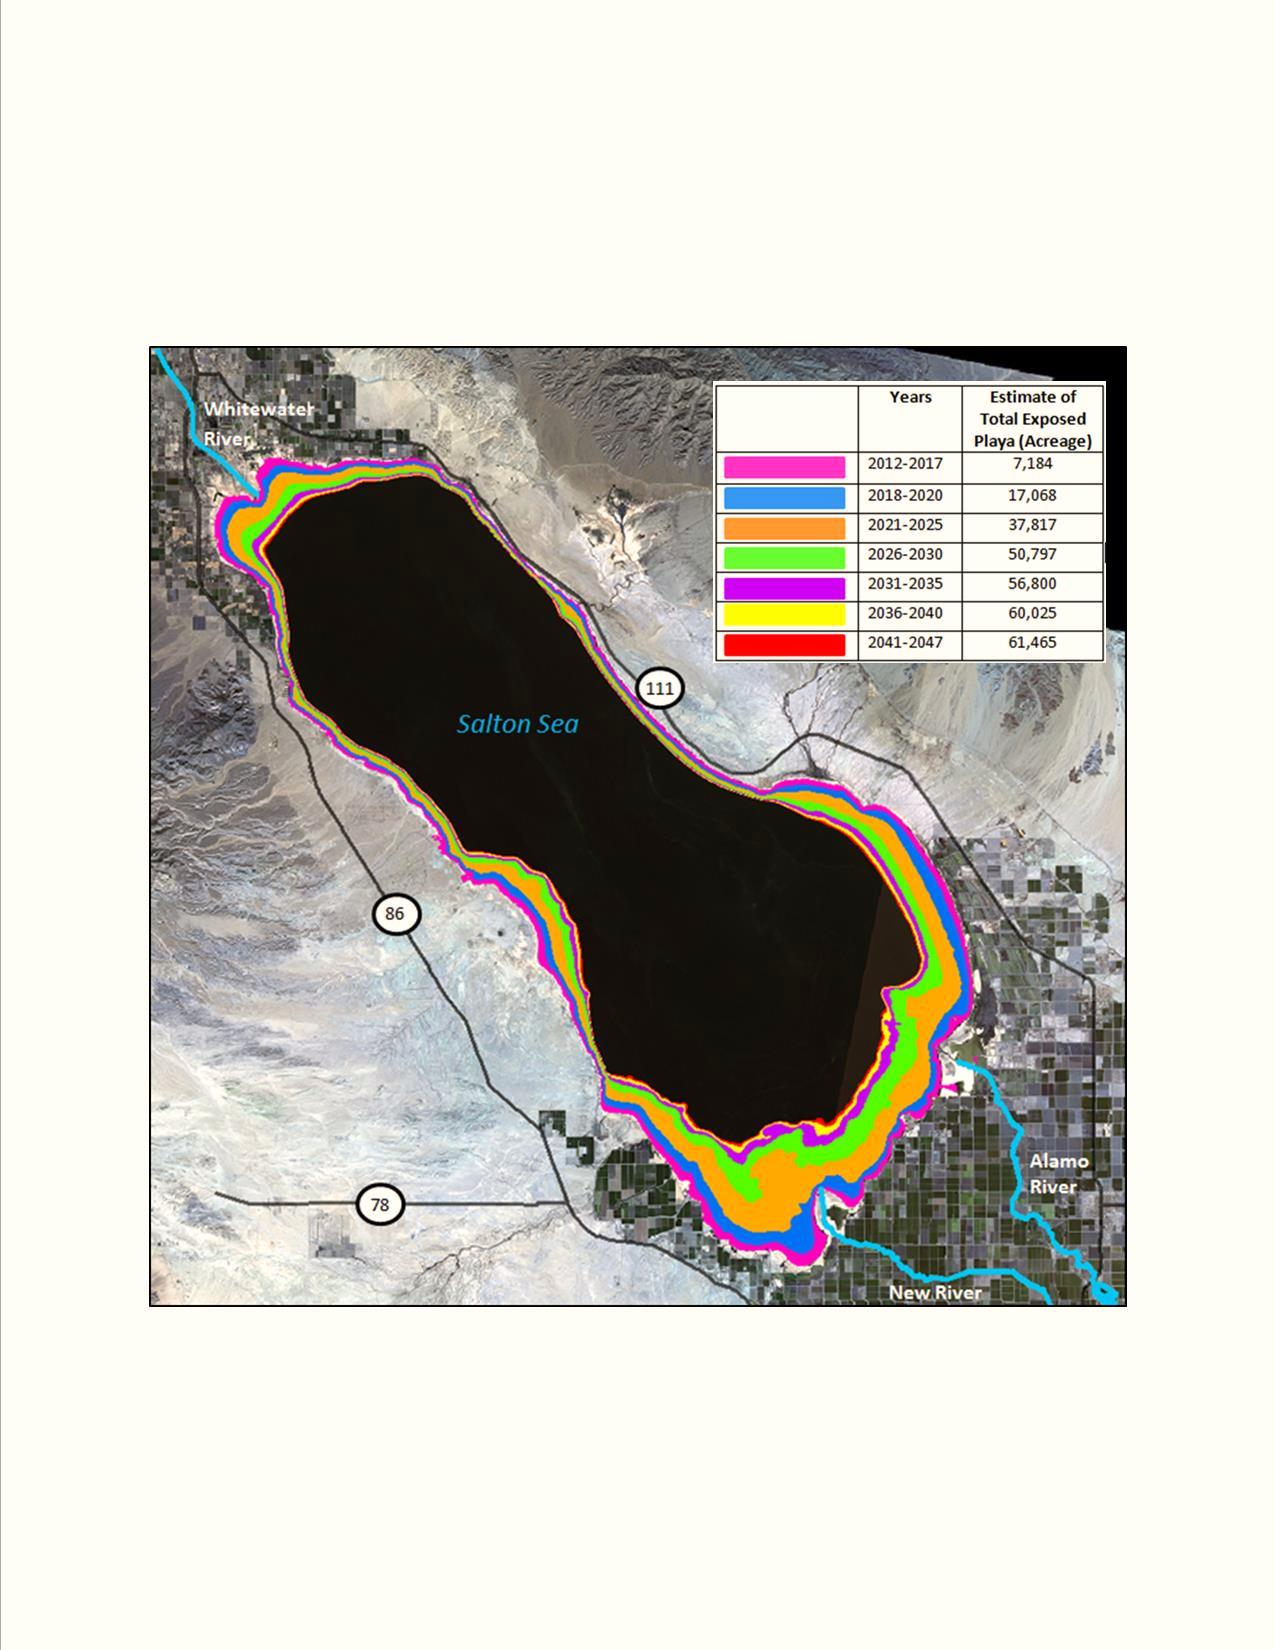 Whitewater
River
Years
Estimate of
Total Exposed
Playa (Acreage)
2012-2017
7,184
2018-2020
17,068
2021-2025
37,817
2026-2030
50,797
2031-2035
56,800
2036-2040
60,025
2041-2047
61,465
111
Salton Sea
86
Alamo
River
78
New River